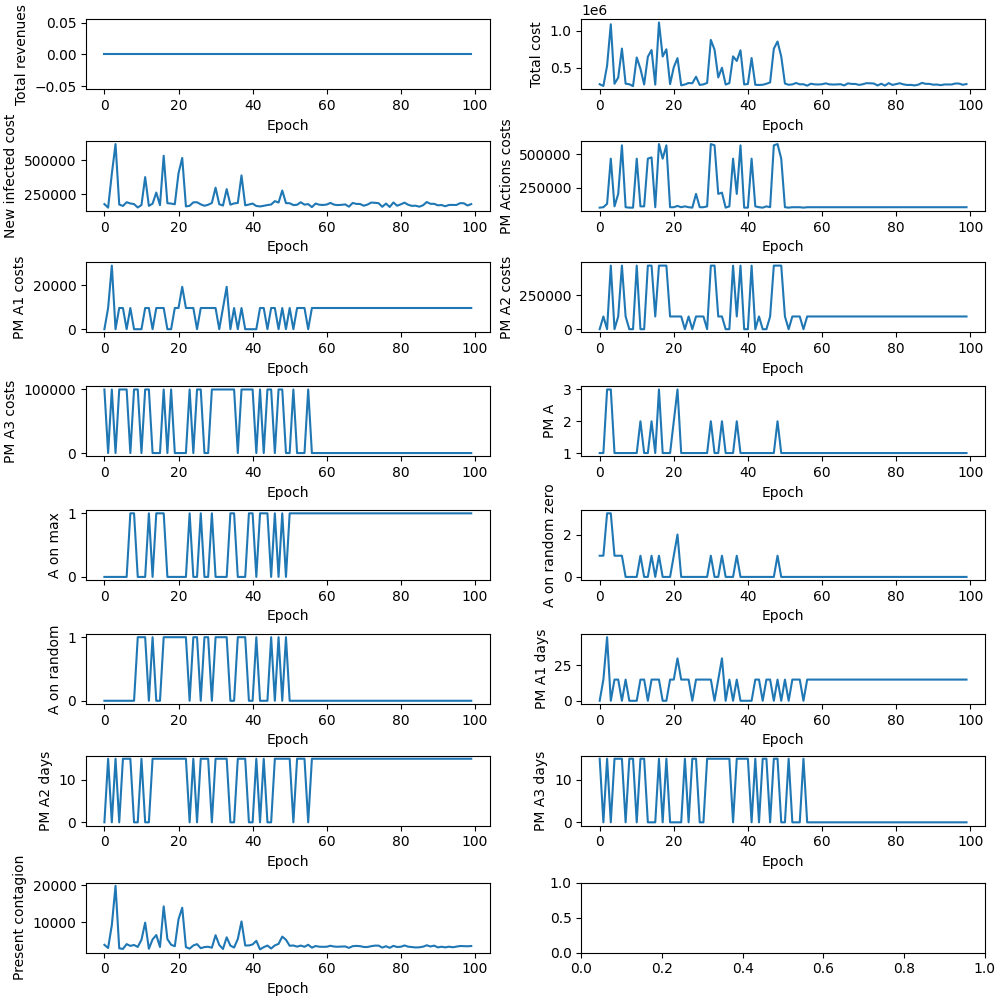 Total revenues
0.05
0.00
−0.05
0 20 40 60 80 100
Epoch
1e6
Total cost
1.0
0.5
0 20 40 60 80 100
Epoch
New infected cost
500000
250000
0 20 40 60 80 100
Epoch
PM Actions costs
500000
250000
0 20 40 60 80 100
Epoch
PM A1 costs
20000
0
0 20 40 60 80 100
Epoch
PM A2 costs
250000
0
0 20 40 60 80 100
Epoch
PM A3 costs
100000
0
0 20 40 60 80 100
Epoch
PM A
3
2
1
0 20 40 60 80 100
Epoch
A on max
1
0
0 20 40 60 80 100
Epoch
A on random zero
2
0
0 20 40 60 80 100
Epoch
A on random
1
0
0 20 40 60 80 100
Epoch
PM A1 days
25
0
0 20 40 60 80 100
Epoch
PM A2 days
10
0
0 20 40 60 80 100
Epoch
PM A3 days
10
0
0 20 40 60 80 100
Epoch
Present contagion
20000
10000
0 20 40 60 80 100
Epoch
1.0
0.5
0.0
0.0 0.2 0.4 0.6 0.8 1.0